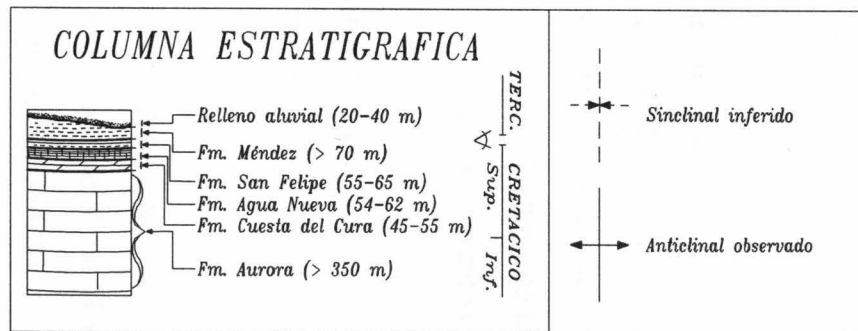 COLUMNA ESTRATIGRAFICA
Relleno aluvial (20-40 m)
Fm. Méndez (> 70 m)
Fm. San Felipe (55-65 m)
Fm. Agua Nueva (54-62 m)
Fm. Cuesta del Cura (45-55 m)
Fm. Aurora (> 350 m)
TERC.
CRETACICO
Sup.
Inf.
Sinclinal inferido
Anticlinal observado